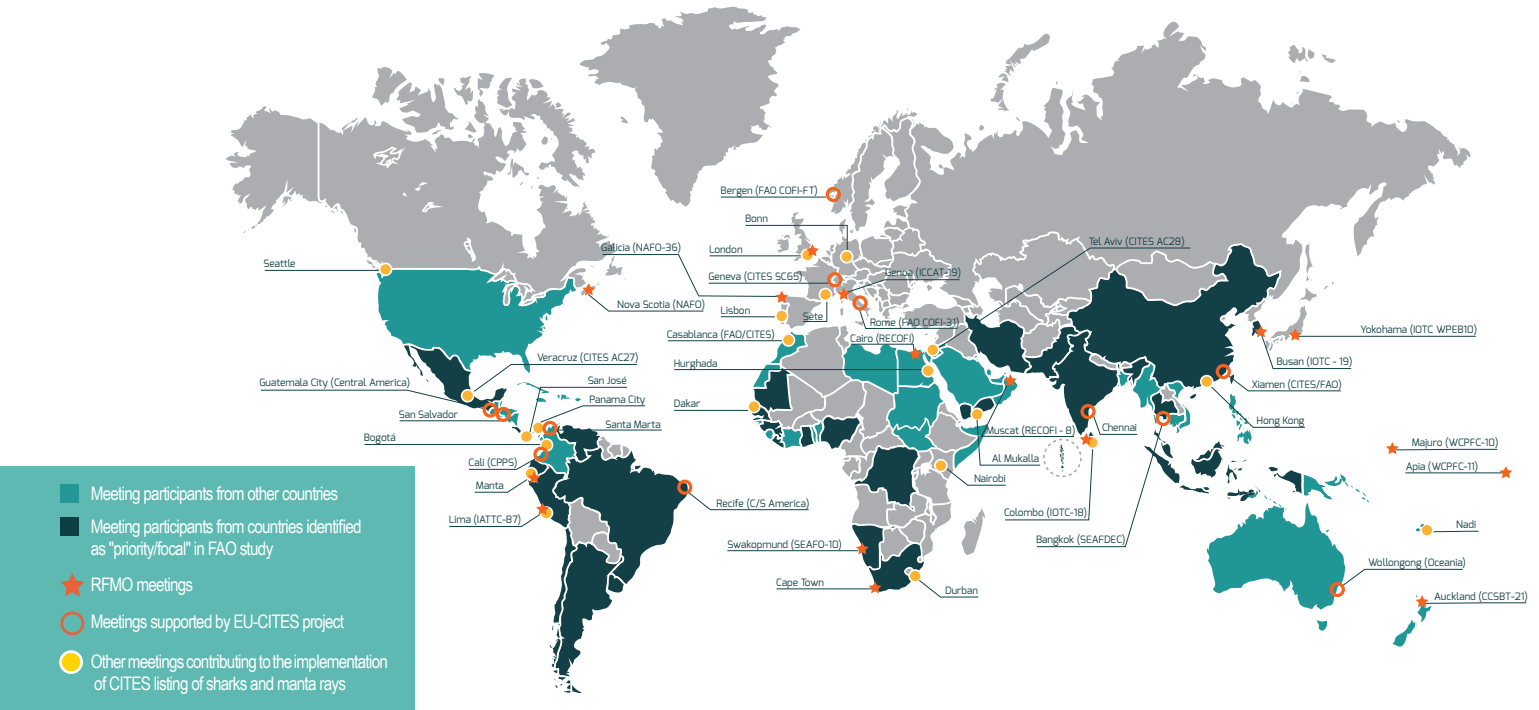 Bergen (FAO COFI-FT)
Bonn
Galicia (NAFO-36)
London
Tel Aviv (CITES AC28)
Seattle
Geneva (CITES SC65)
Genoa (ICCAT-19)
Nova Scotia (NAFO)
Lisbon
Sète
Rome (FAO COFI-31)
Yokohama (IOTC WPEB10)
Casablanca (FAO/CITES)
Cairo (RECOFI)
Veracruz (CITES AC27)
Hurghada
Busan (IOTC - 19)
Guatemala City (Central America)
San José
Xiamen (CITES/FAO)
Panama City
Dakar
San Salvador
Santa Marta
Muscat (RECOFI - 8)
Chennai
Hong Kong
Bogotá
Majuro (WCPFC-10)
Cali (CPPS)
Al Mukalla
Apia (WCPFC-11)
Manta
Nairobi
Recife (C/S America)
Lima (IATTC-87)
Colombo (IOTC-18)
Nadi
Swakopmund (SEAFO-10)
Bangkok (SEAFDEC)
Wollongong (Oceania)
Cape Town
Durban
Auckland (CCSBT-21)
Meeting participants from other countries
Meeting participants from countries identified
as "priority/focal" in FAO study
RFMO meetings
Meetings supported by EU-CITES project
Other meetings contributing to the implementation
of CITES listing of sharks and manta rays